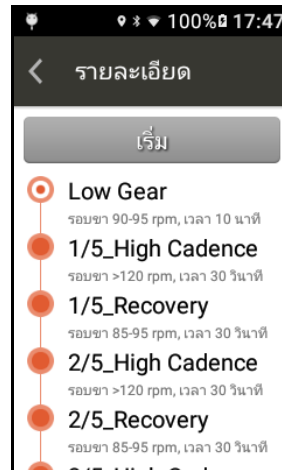 100% 17:47
รายละเอียด
เริ่ม
Low Gear
รอบขา 90-95 rpm, เวลา 10 นาที
1/5_High Cadence
รอบขา >120 rpm, เวลา 30 วินาที
1/5_Recovery
รอบขา 85-95 rpm, เวลา 30 วินาที
2/5_High Cadence
รอบขา >120 rpm, เวลา 30 วินาที
2/5_Recovery
รอบขา 85-95 rpm, เวลา 30 วินาที